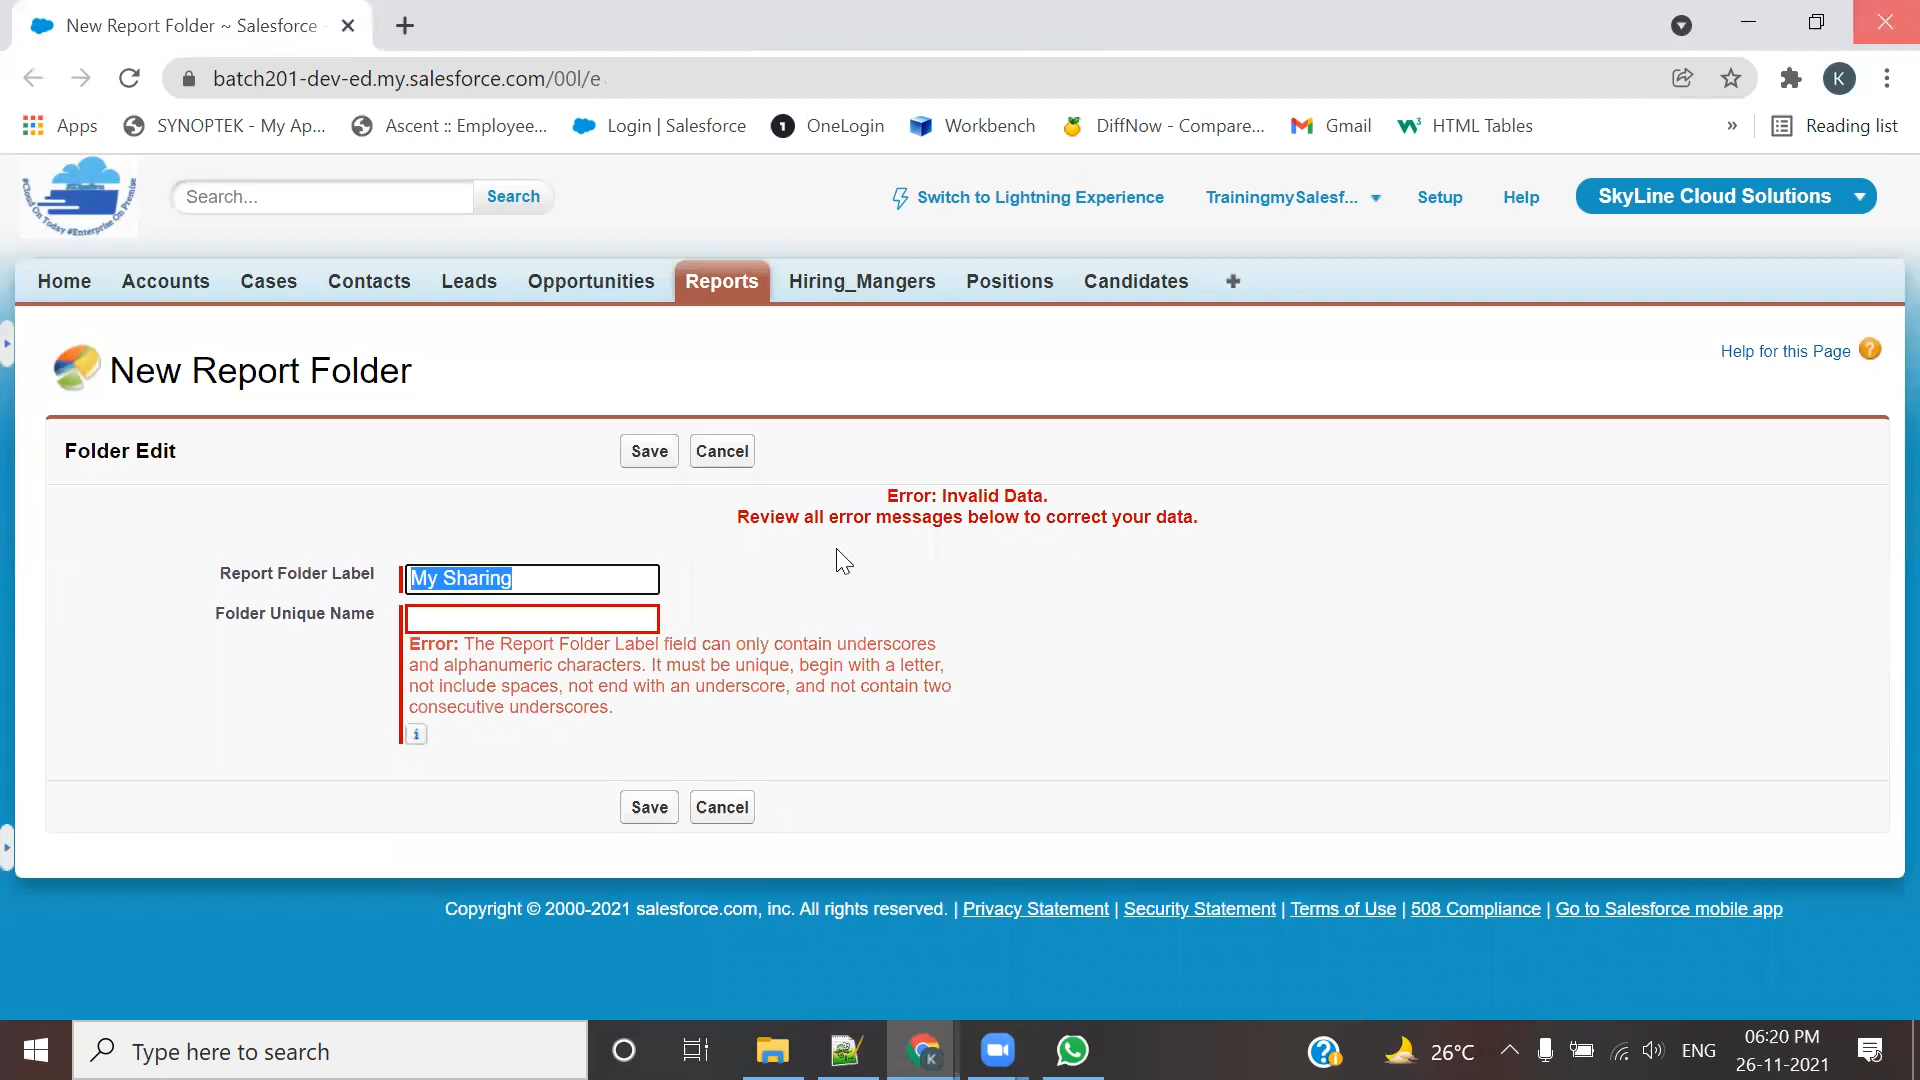 New Report Folder ~ Salesforce -
batch201-dev-ed.my.salesforce.com/00l/e
K
Apps
SYNOPTEK - My Ap...
Ascent :: Employee...
Login | Salesforce
1
OneLogin
Workbench
DiffNow - Compare...
Gmail
HTML Tables
»
Reading list
#Cloud On Today #Enterprise On Premise
Search...
Search
Switch to Lightning Experience
TrainingmySalesf...
Setup
Help
SkyLine Cloud Solutions
Home
Accounts
Cases
Contacts
Leads
Opportunities
Reports
Hiring_Mangers
Positions
Candidates
+
New Report Folder
Help for this Page
?
Folder Edit
Save
Cancel
Error: Invalid Data.
Review all error messages below to correct your data.
Report Folder Label
My Sharing
Folder Unique Name
Error: The Report Folder Label field can only contain underscores
and alphanumeric characters. It must be unique, begin with a letter,
not include spaces, not end with an underscore, and not contain two
consecutive underscores.
i
Save
Cancel
Copyright © 2000-2021 salesforce.com, inc. All rights reserved. | Privacy Statement | Security Statement | Terms of Use | 508 Compliance | Go to Salesforce mobile app
Type here to search
K
?
26°C
ENG
06:20 PM
26-11-2021